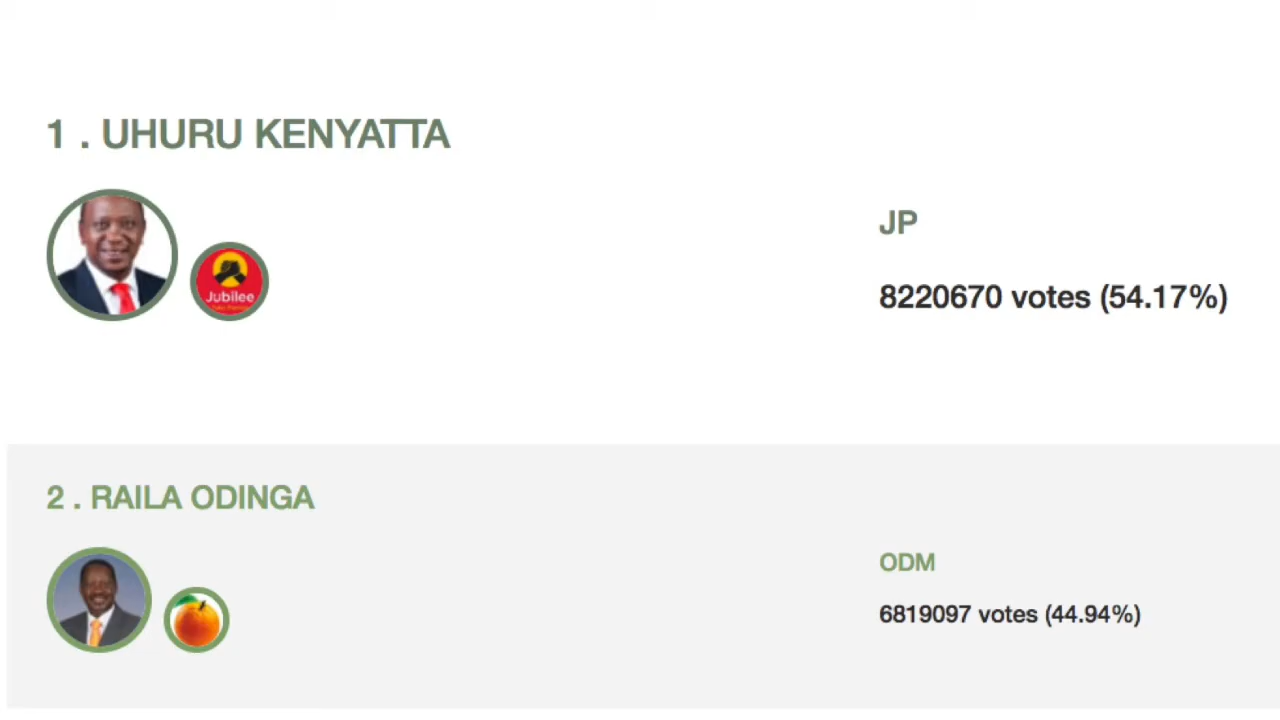 1 . UHURU KENYATTA
JP
Jubilee
8220670 votes (54.17%)
2 . RAILA ODINGA
ODM
6819097 votes (44.94%)